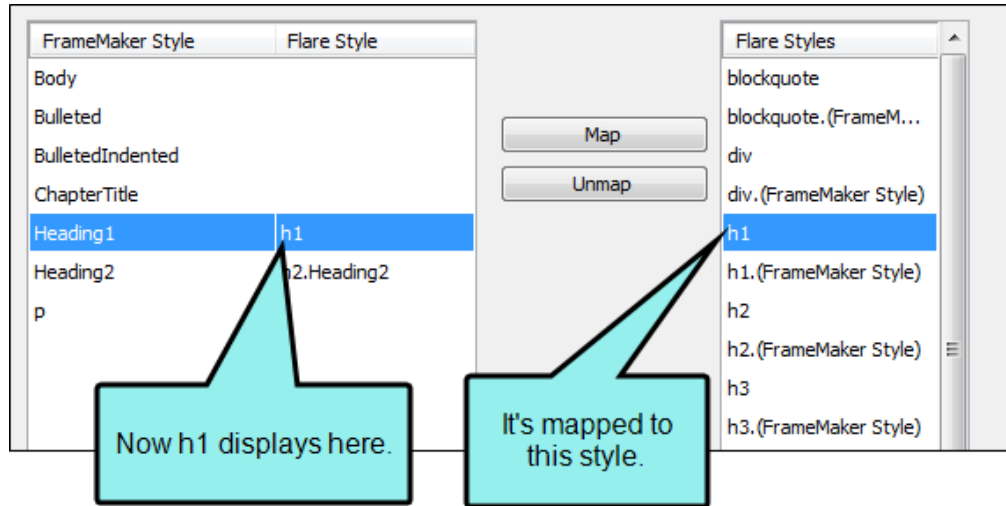 FrameMaker Style Flare Style
Body
Bulleted
BulletedIndented
ChapterTitle
Heading1 h1
Heading2 h2.Heading2
p
Map
Unmap
Flare Styles
blockquote
blockquote.(FrameM...
div
div.(FrameMaker Style)
h1
h1.(FrameMaker Style)
h2
h2.(FrameMaker Style)
h3
h3.(FrameMaker Style)
Now h1 displays here.
It's mapped to
this style.